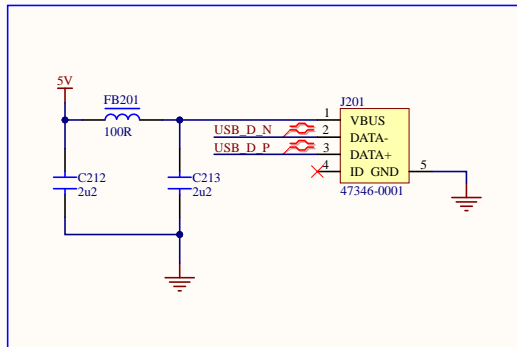 5V
FB201
100R
C212
2u2
C213
2u2
USB_D_N
USB_D_P
J201
1 VBUS
2 DATA-
3 DATA+
4 ID GND 5
47346-0001